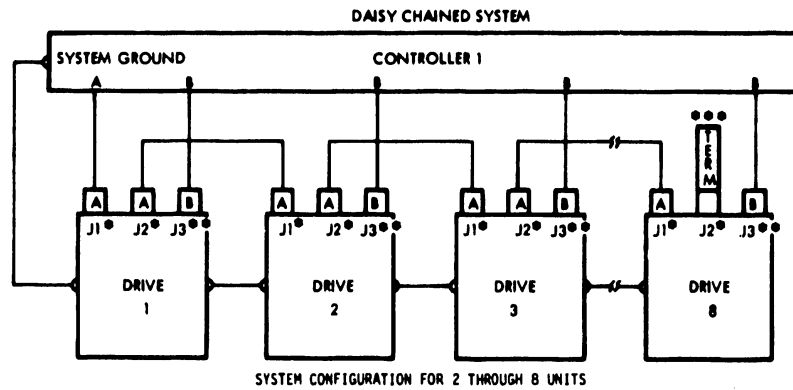 DAISY CHAINED SYSTEM
SYSTEM GROUND CONTROLLER 1
A B B B B
●●●
TERM
A A B A A B A A B A B
J1● J2● J3●● J1● J2● J3●● J1● J2● J3●● J1● J2● J3●●
DRIVE DRIVE DRIVE DRIVE
1 2 3 8
SYSTEM CONFIGURATION FOR 2 THROUGH 8 UNITS